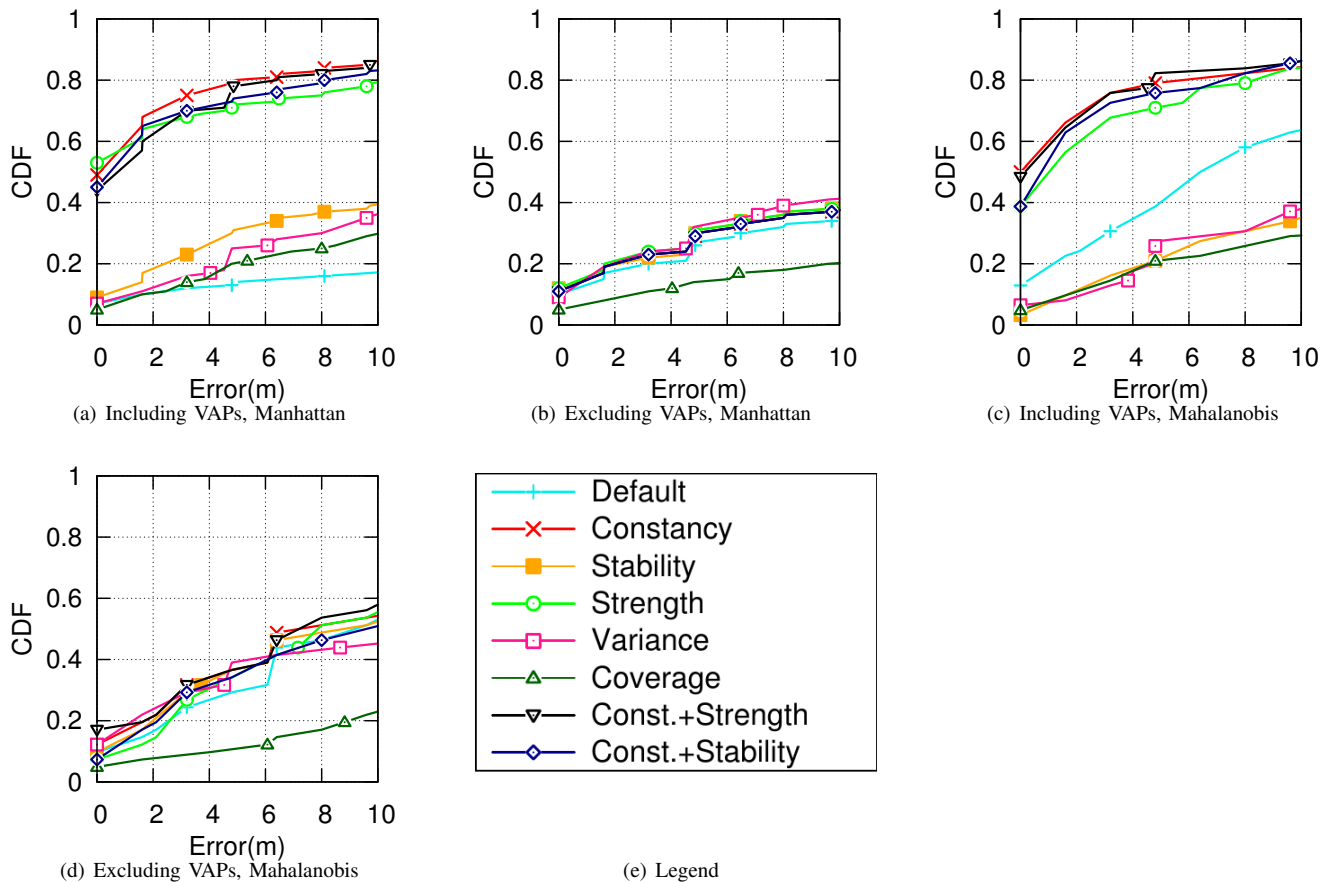 1
0.8
0.6
0.4
0.2
0
CDF
0 2 4 6 8 10
Error(m)
(a) Including VAPs, Manhattan
1
0.8
0.6
0.4
0.2
0
CDF
0 2 4 6 8 10
Error(m)
(b) Excluding VAPs, Manhattan
1
0.8
0.6
0.4
0.2
0
CDF
0 2 4 6 8 10
Error(m)
(c) Including VAPs, Mahalanobis
1
0.8
0.6
0.4
0.2
0
CDF
0 2 4 6 8 10
Error(m)
(d) Excluding VAPs, Mahalanobis
Default
Constancy
Stability
Strength
Variance
Coverage
Const.+Strength
Const.+Stability
(e) Legend